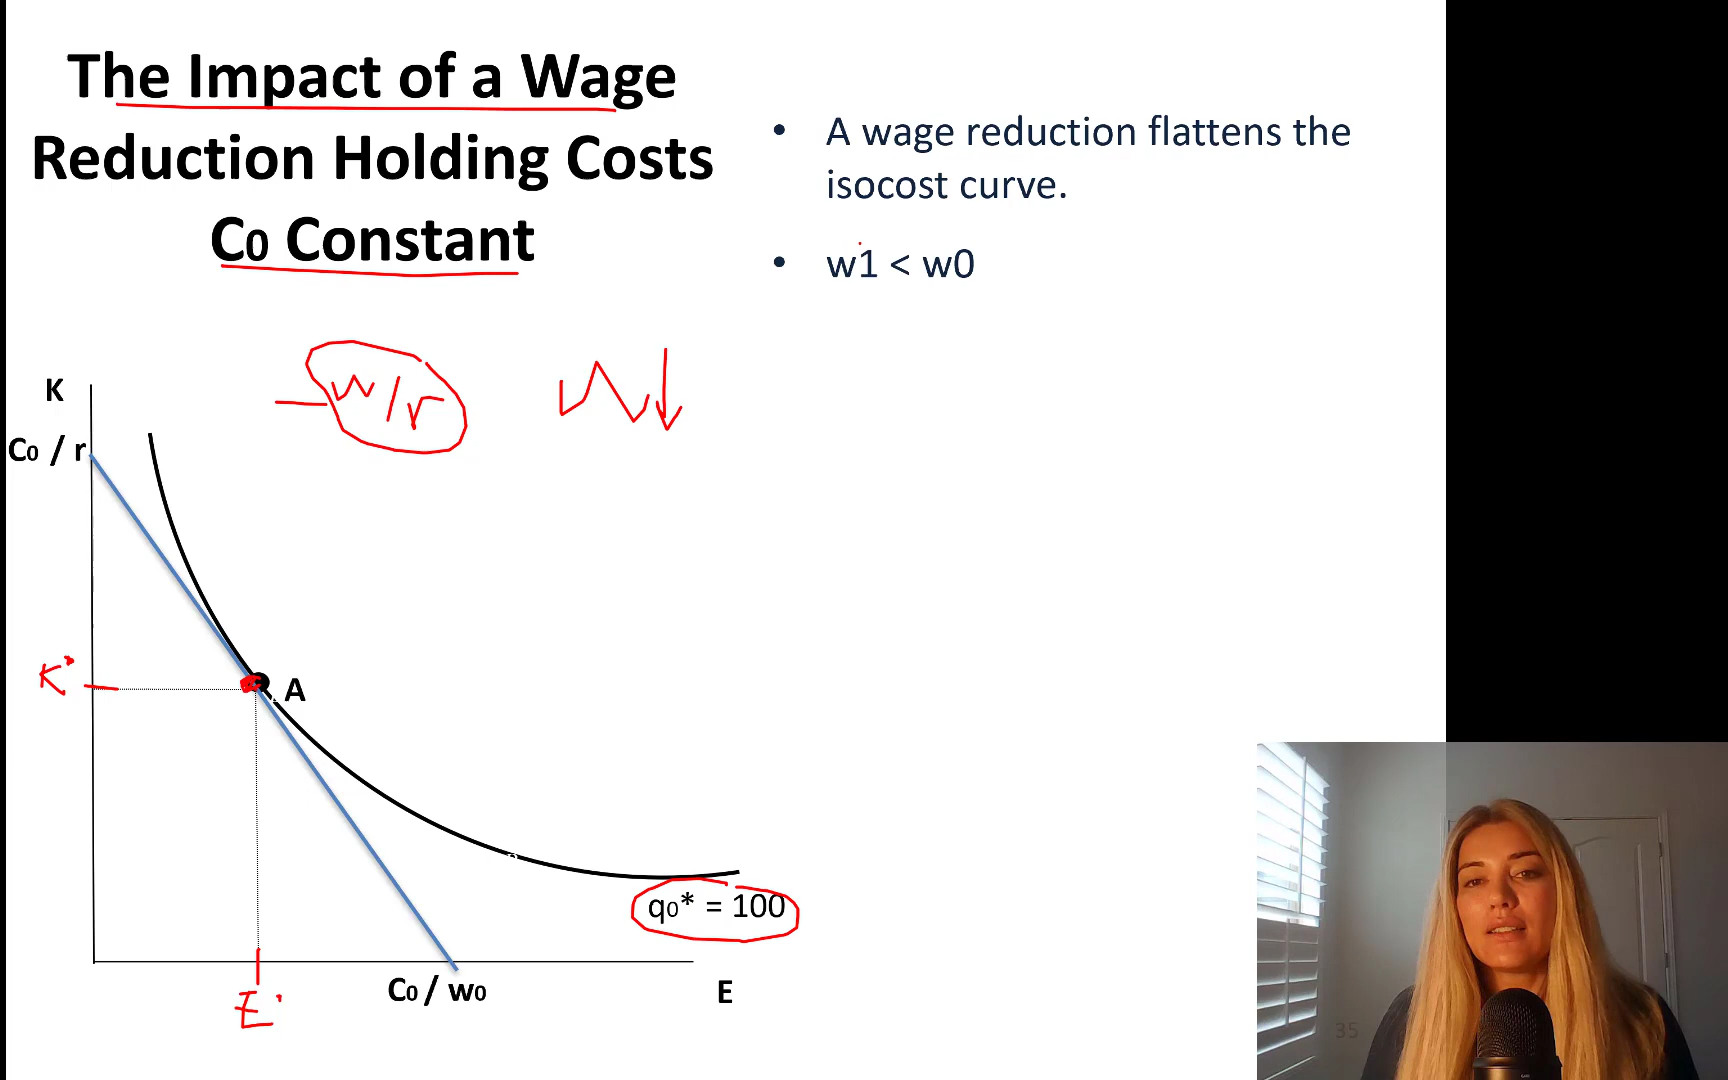 The Impact of a Wage
Reduction Holding Costs
C0 Constant
• A wage reduction flattens the
isocost curve.
• w1 < w0
-w/r
w↓
K
C0 / r
K*
A
q0* = 100
C0 / w0
E
E*
35